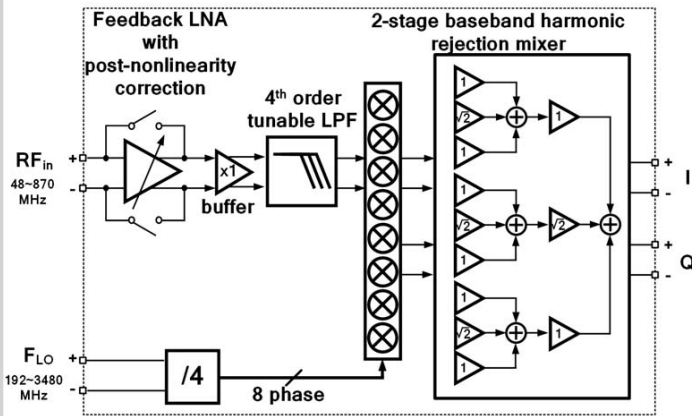 Feedback LNA
with
post-nonlinearity
correction
2-stage baseband harmonic
rejection mixer
4th order
tunable LPF
RFin
48~870
MHz
+
-
x1
buffer
1
√2
1
1
1
√2
1
√2
1
√2
1
1
+
-
I
+
-
Q
FLO
192~3480
MHz
+
-
/4
8 phase